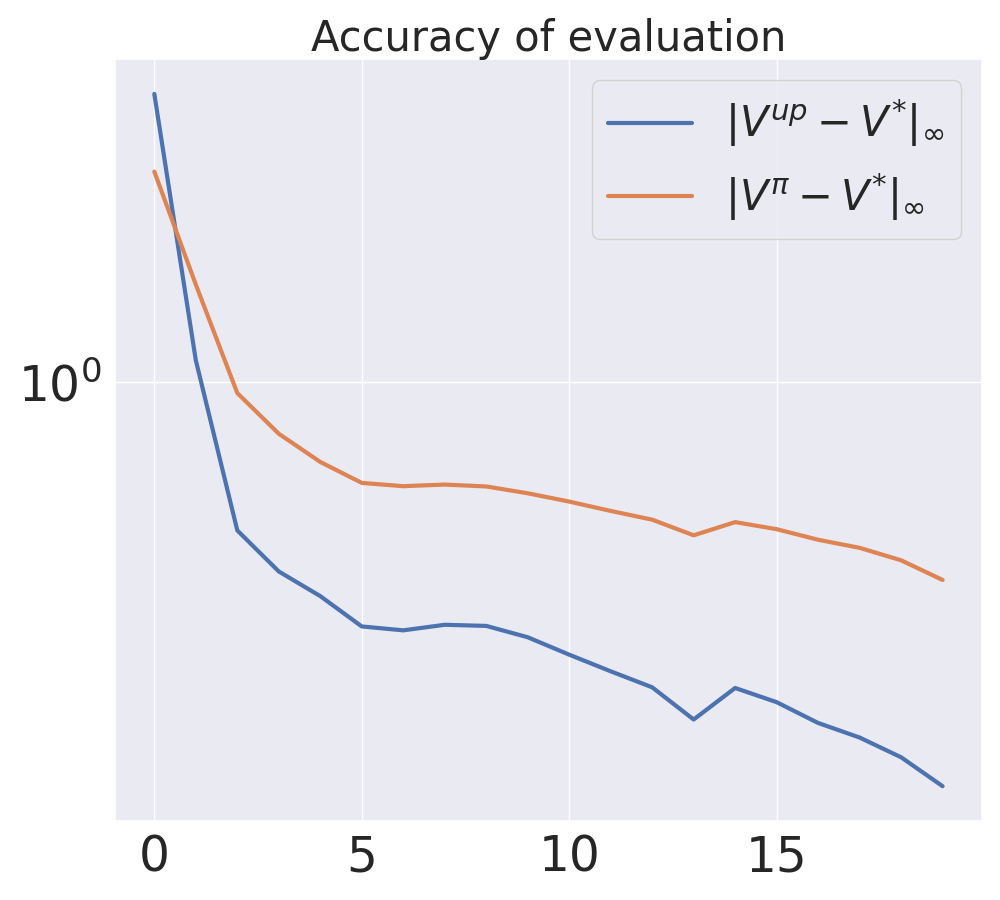 Accuracy of evaluation
|V^{up} − V^*|_∞
|V^π − V^*|_∞
10^0
0 5 10 15